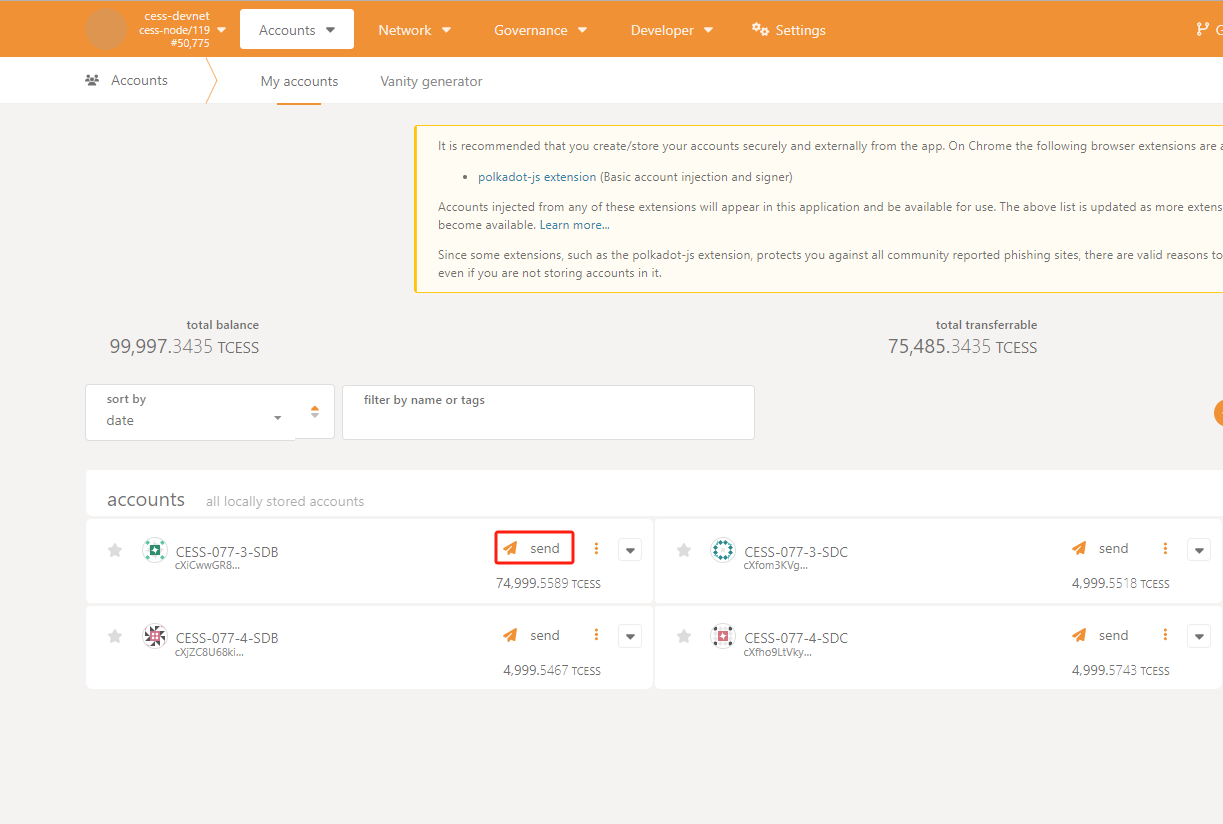 cess-devnet
cess-node/119
#50,775
Accounts
Network
Governance
Developer
Settings
Accounts
My accounts
Vanity generator
It is recommended that you create/store your accounts securely and externally from the app. On Chrome the following browser extensions are a
• polkadot-js extension (Basic account injection and signer)
Accounts injected from any of these extensions will appear in this application and be available for use. The above list is updated as more extens
become available. Learn more...
Since some extensions, such as the polkadot-js extension, protects you against all community reported phishing sites, there are valid reasons to
even if you are not storing accounts in it.
total balance
99,997.3435 TCESS
total transferrable
75,485.3435 TCESS
sort by
date
filter by name or tags
accounts all locally stored accounts
CESS-077-3-SDB
cXiCwwGR8...
send
74,999.5589 TCESS
CESS-077-3-SDC
cXfom3KVg...
send
4,999.5518 TCESS
CESS-077-4-SDB
cXjZC8U68ki...
send
4,999.5467 TCESS
CESS-077-4-SDC
cXfho9LtVky...
send
4,999.5743 TCESS